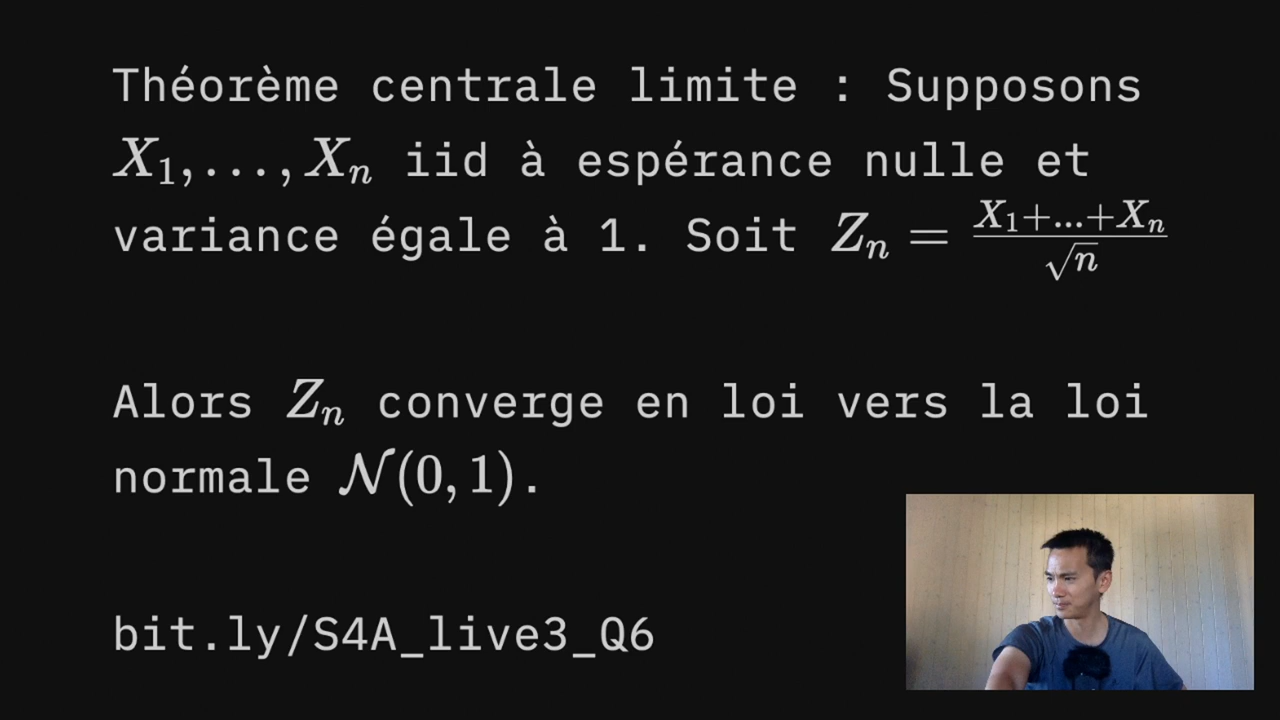 Théorème centrale limite : Supposons
X₁,...,Xₙ iid à espérance nulle et
variance égale à 1. Soit Zₙ = (X₁+...+Xₙ)/√n
Alors Zₙ converge en loi vers la loi
normale 𝒩(0,1).
bit.ly/S4A_live3_Q6